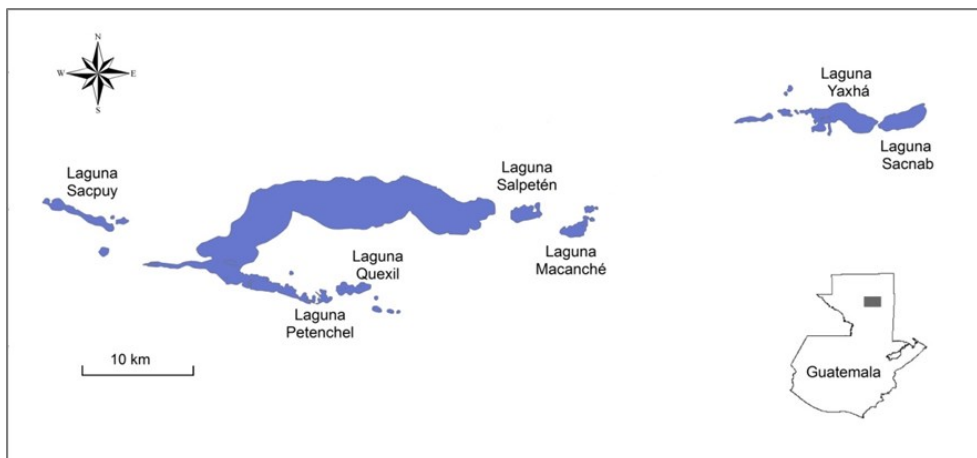 N
W
E
S
Laguna
Yaxhá
Laguna
Sacnab
Laguna
Sacpuy
Laguna
Salpetén
Laguna
Macanché
Laguna
Quexil
Laguna
Petenchel
10 km
Guatemala